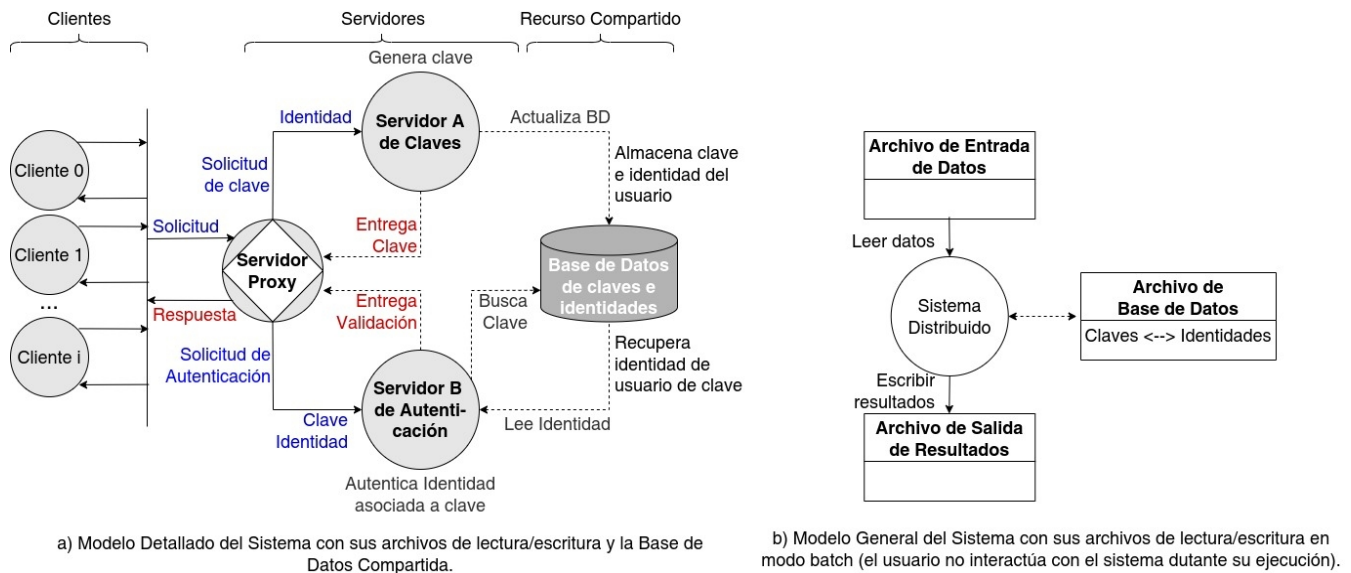 Clientes
Servidores
Recurso Compartido
Genera clave
Identidad
Servidor A
de Claves
Actualiza BD
Solicitud
de clave
Almacena clave
e identidad del
usuario
Cliente 0
Solicitud
Entrega
Clave
Cliente 1
Servidor
Proxy
Base de Datos
de claves e
identidades
...
Respuesta
Entrega
Validación
Busca
Clave
Cliente i
Solicitud de
Autenticación
Recupera
identidad de
usuario de clave
Servidor B
de Autenti-
cación
Clave
Identidad
Lee Identidad
Autentica Identidad
asociada a clave
a) Modelo Detallado del Sistema con sus archivos de lectura/escritura y la Base de
Datos Compartida.
Archivo de Entrada
de Datos
Leer datos
Sistema
Distribuido
Archivo de
Base de Datos
Claves <--> Identidades
Escribir
resultados
Archivo de Salida
de Resultados
b) Modelo General del Sistema con sus archivos de lectura/escritura en
modo batch (el usuario no interactúa con el sistema dutante su ejecución).